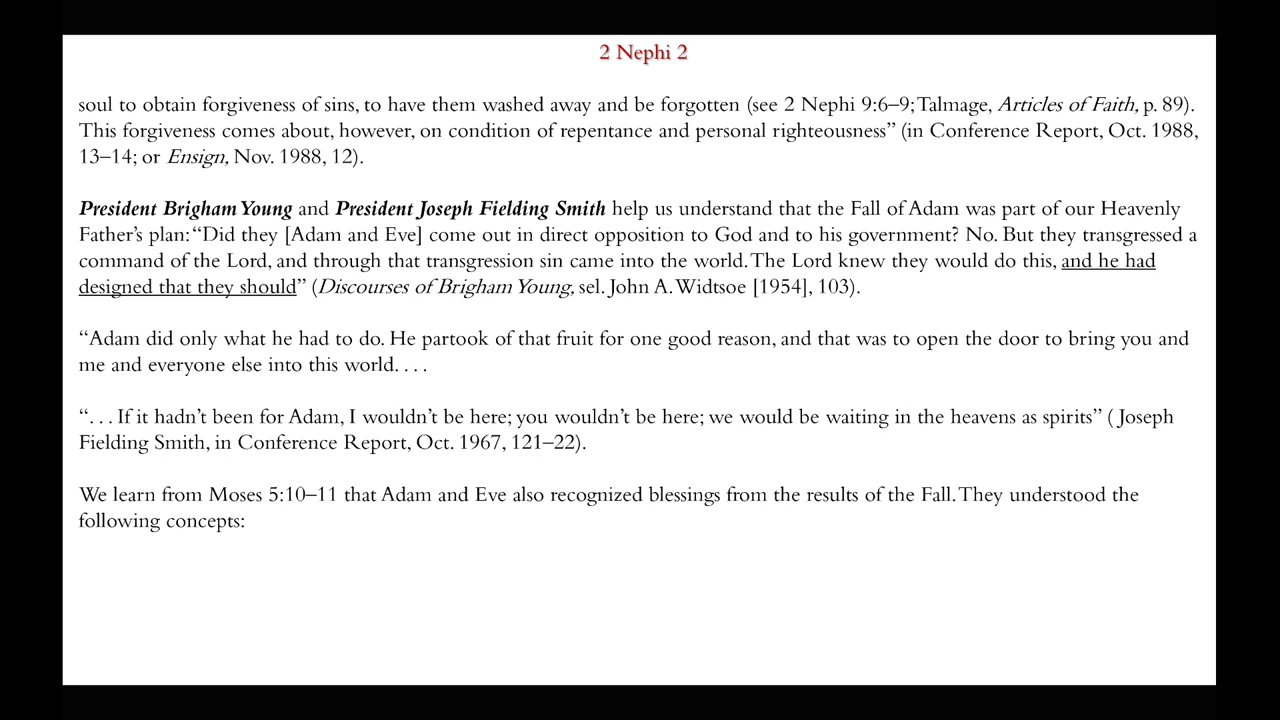 2 Nephi 2
soul to obtain forgiveness of sins, to have them washed away and be forgotten (see 2 Nephi 9:6–9; Talmage, Articles of Faith, p. 89).
This forgiveness comes about, however, on condition of repentance and personal righteousness” (in Conference Report, Oct. 1988,
13–14; or Ensign, Nov. 1988, 12).
President Brigham Young and President Joseph Fielding Smith help us understand that the Fall of Adam was part of our Heavenly
Father’s plan: “Did they [Adam and Eve] come out in direct opposition to God and to his government? No. But they transgressed a
command of the Lord, and through that transgression sin came into the world. The Lord knew they would do this, and he had
designed that they should” (Discourses of Brigham Young, sel. John A. Widtsoe [1954], 103).
“Adam did only what he had to do. He partook of that fruit for one good reason, and that was to open the door to bring you and
me and everyone else into this world. . . .
“. . . If it hadn’t been for Adam, I wouldn’t be here; you wouldn’t be here; we would be waiting in the heavens as spirits” ( Joseph
Fielding Smith, in Conference Report, Oct. 1967, 121–22).
We learn from Moses 5:10–11 that Adam and Eve also recognized blessings from the results of the Fall. They understood the
following concepts: